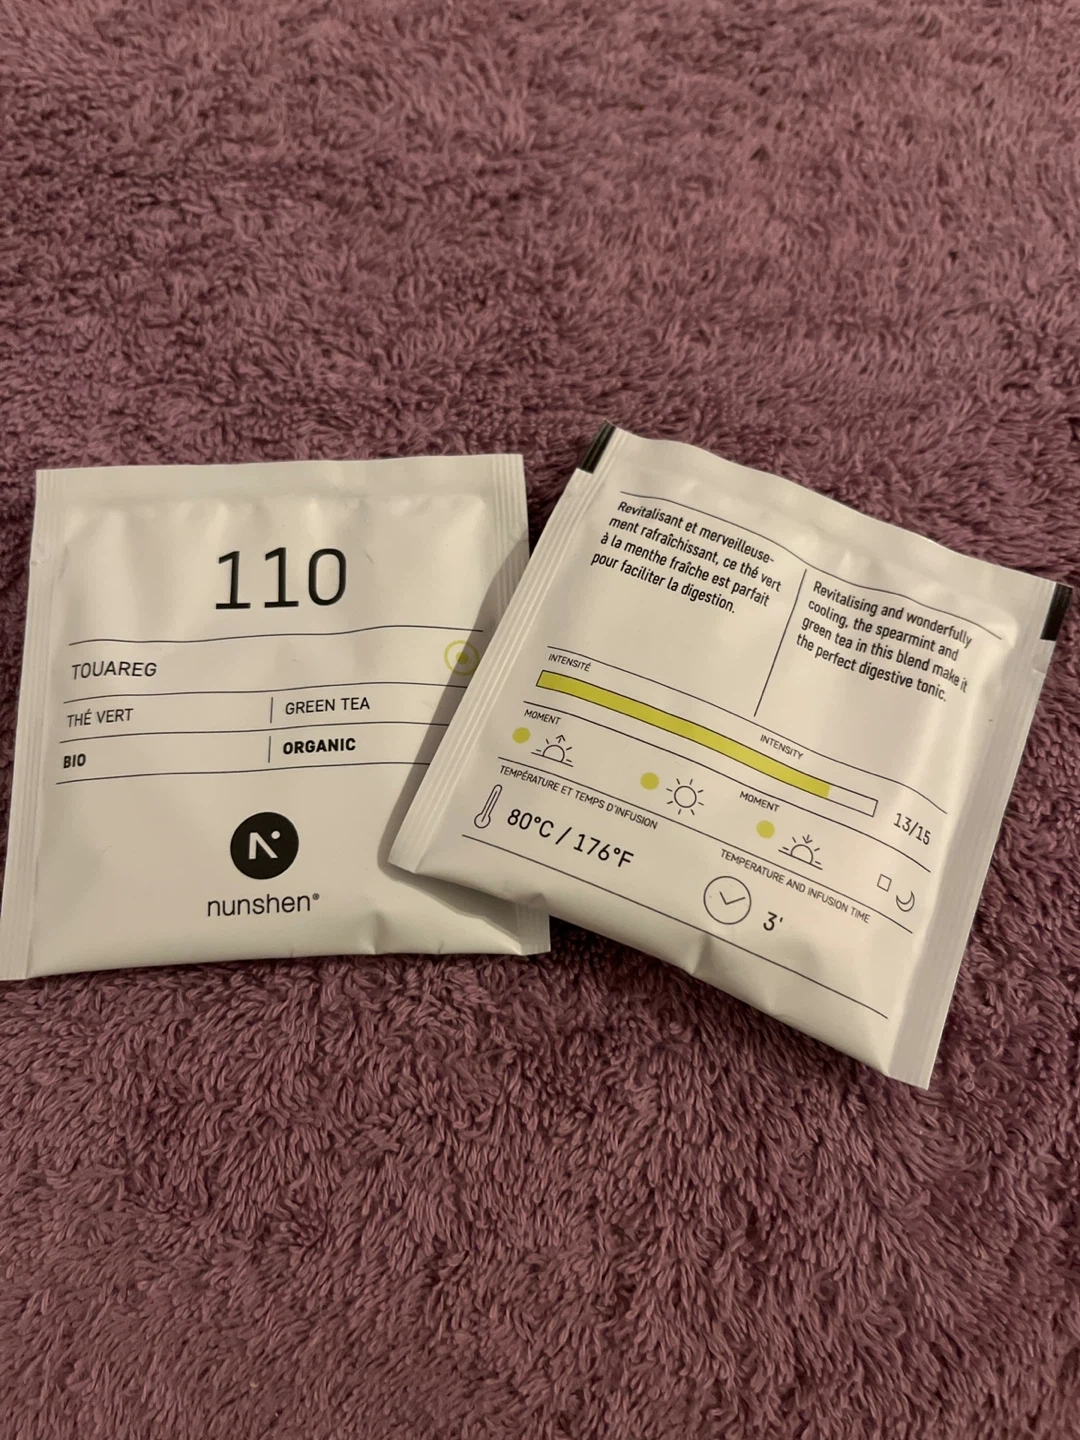 110
TOUAREG
THÉ VERT
GREEN TEA
BIO
ORGANIC
N
nunshen®
Revitalisant et merveilleuse-
ment rafraîchissant, ce thé vert
à la menthe fraîche est parfait
pour faciliter la digestion.
Revitalising and wonderfully
cooling, the spearmint and
green tea in this blend make it
the perfect digestive tonic.
INTENSITÉ
INTENSITY
13/15
MOMENT
MOMENT
TEMPÉRATURE ET TEMPS D'INFUSION
TEMPERATURE AND INFUSION TIME
80°C / 176°F
3'